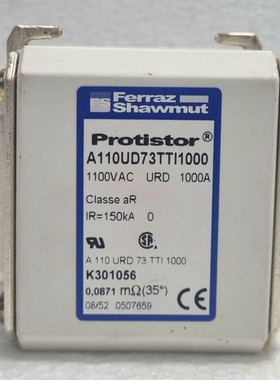 FS Ferraz
Shawmut
Protistor®
A110UD73TTI1000
1100VAC URD 1000A
Classe aR
IR=150kA 0
A 110 URD 73 TTI 1000
K301056
0,0871 mΩ(35°)
08/52 0507659
CE